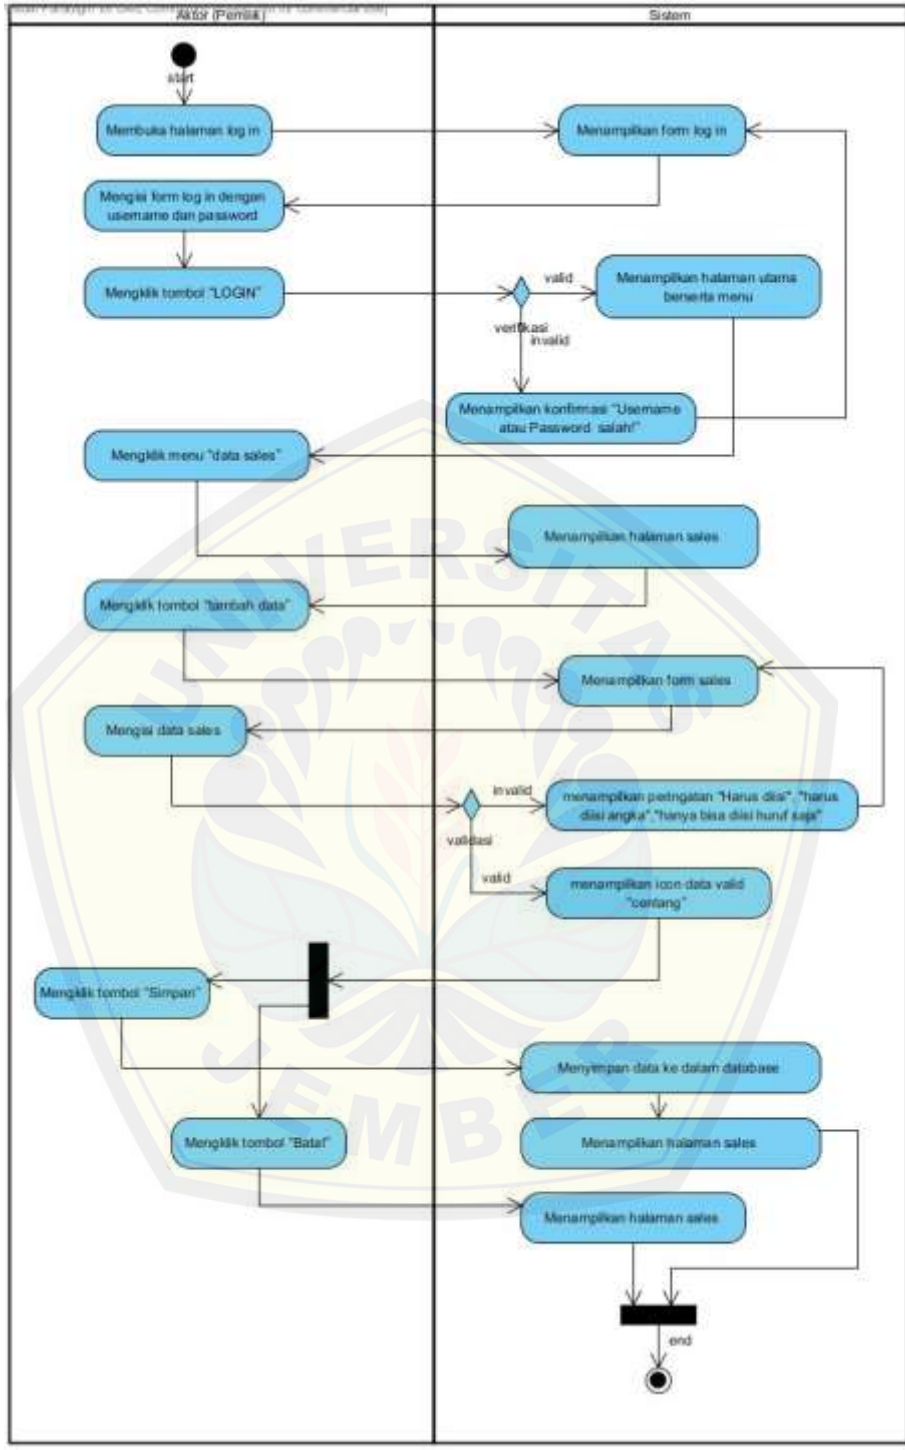 Aktor (Pemilik)
Sistem
start
Membuka halaman log in
Menampilkan form log in
Mengisi form log in dengan
username dan password
Mengklik tombol "LOGIN"
valid
Menampilkan halaman utama
berserta menu
verifikasi
invalid
Menampilkan konfirmasi "Username
atau Password salah!"
Mengklik menu "data sales"
Menampilkan halaman sales
Mengklik tombol "tambah data"
Menampilkan form sales
Mengisi data sales
invalid
menampilkan peringatan "Harus diisi", "harus
diisi angka","hanya bisa diisi huruf saja"
validasi
valid
menampilkan icon data valid
"centang"
Mengklik tombol "Simpan"
Menyimpan data ke dalam database
Mengklik tombol "Batal"
Menampilkan halaman sales
Menampilkan halaman sales
end
UNIVERSITAS
JEMBER